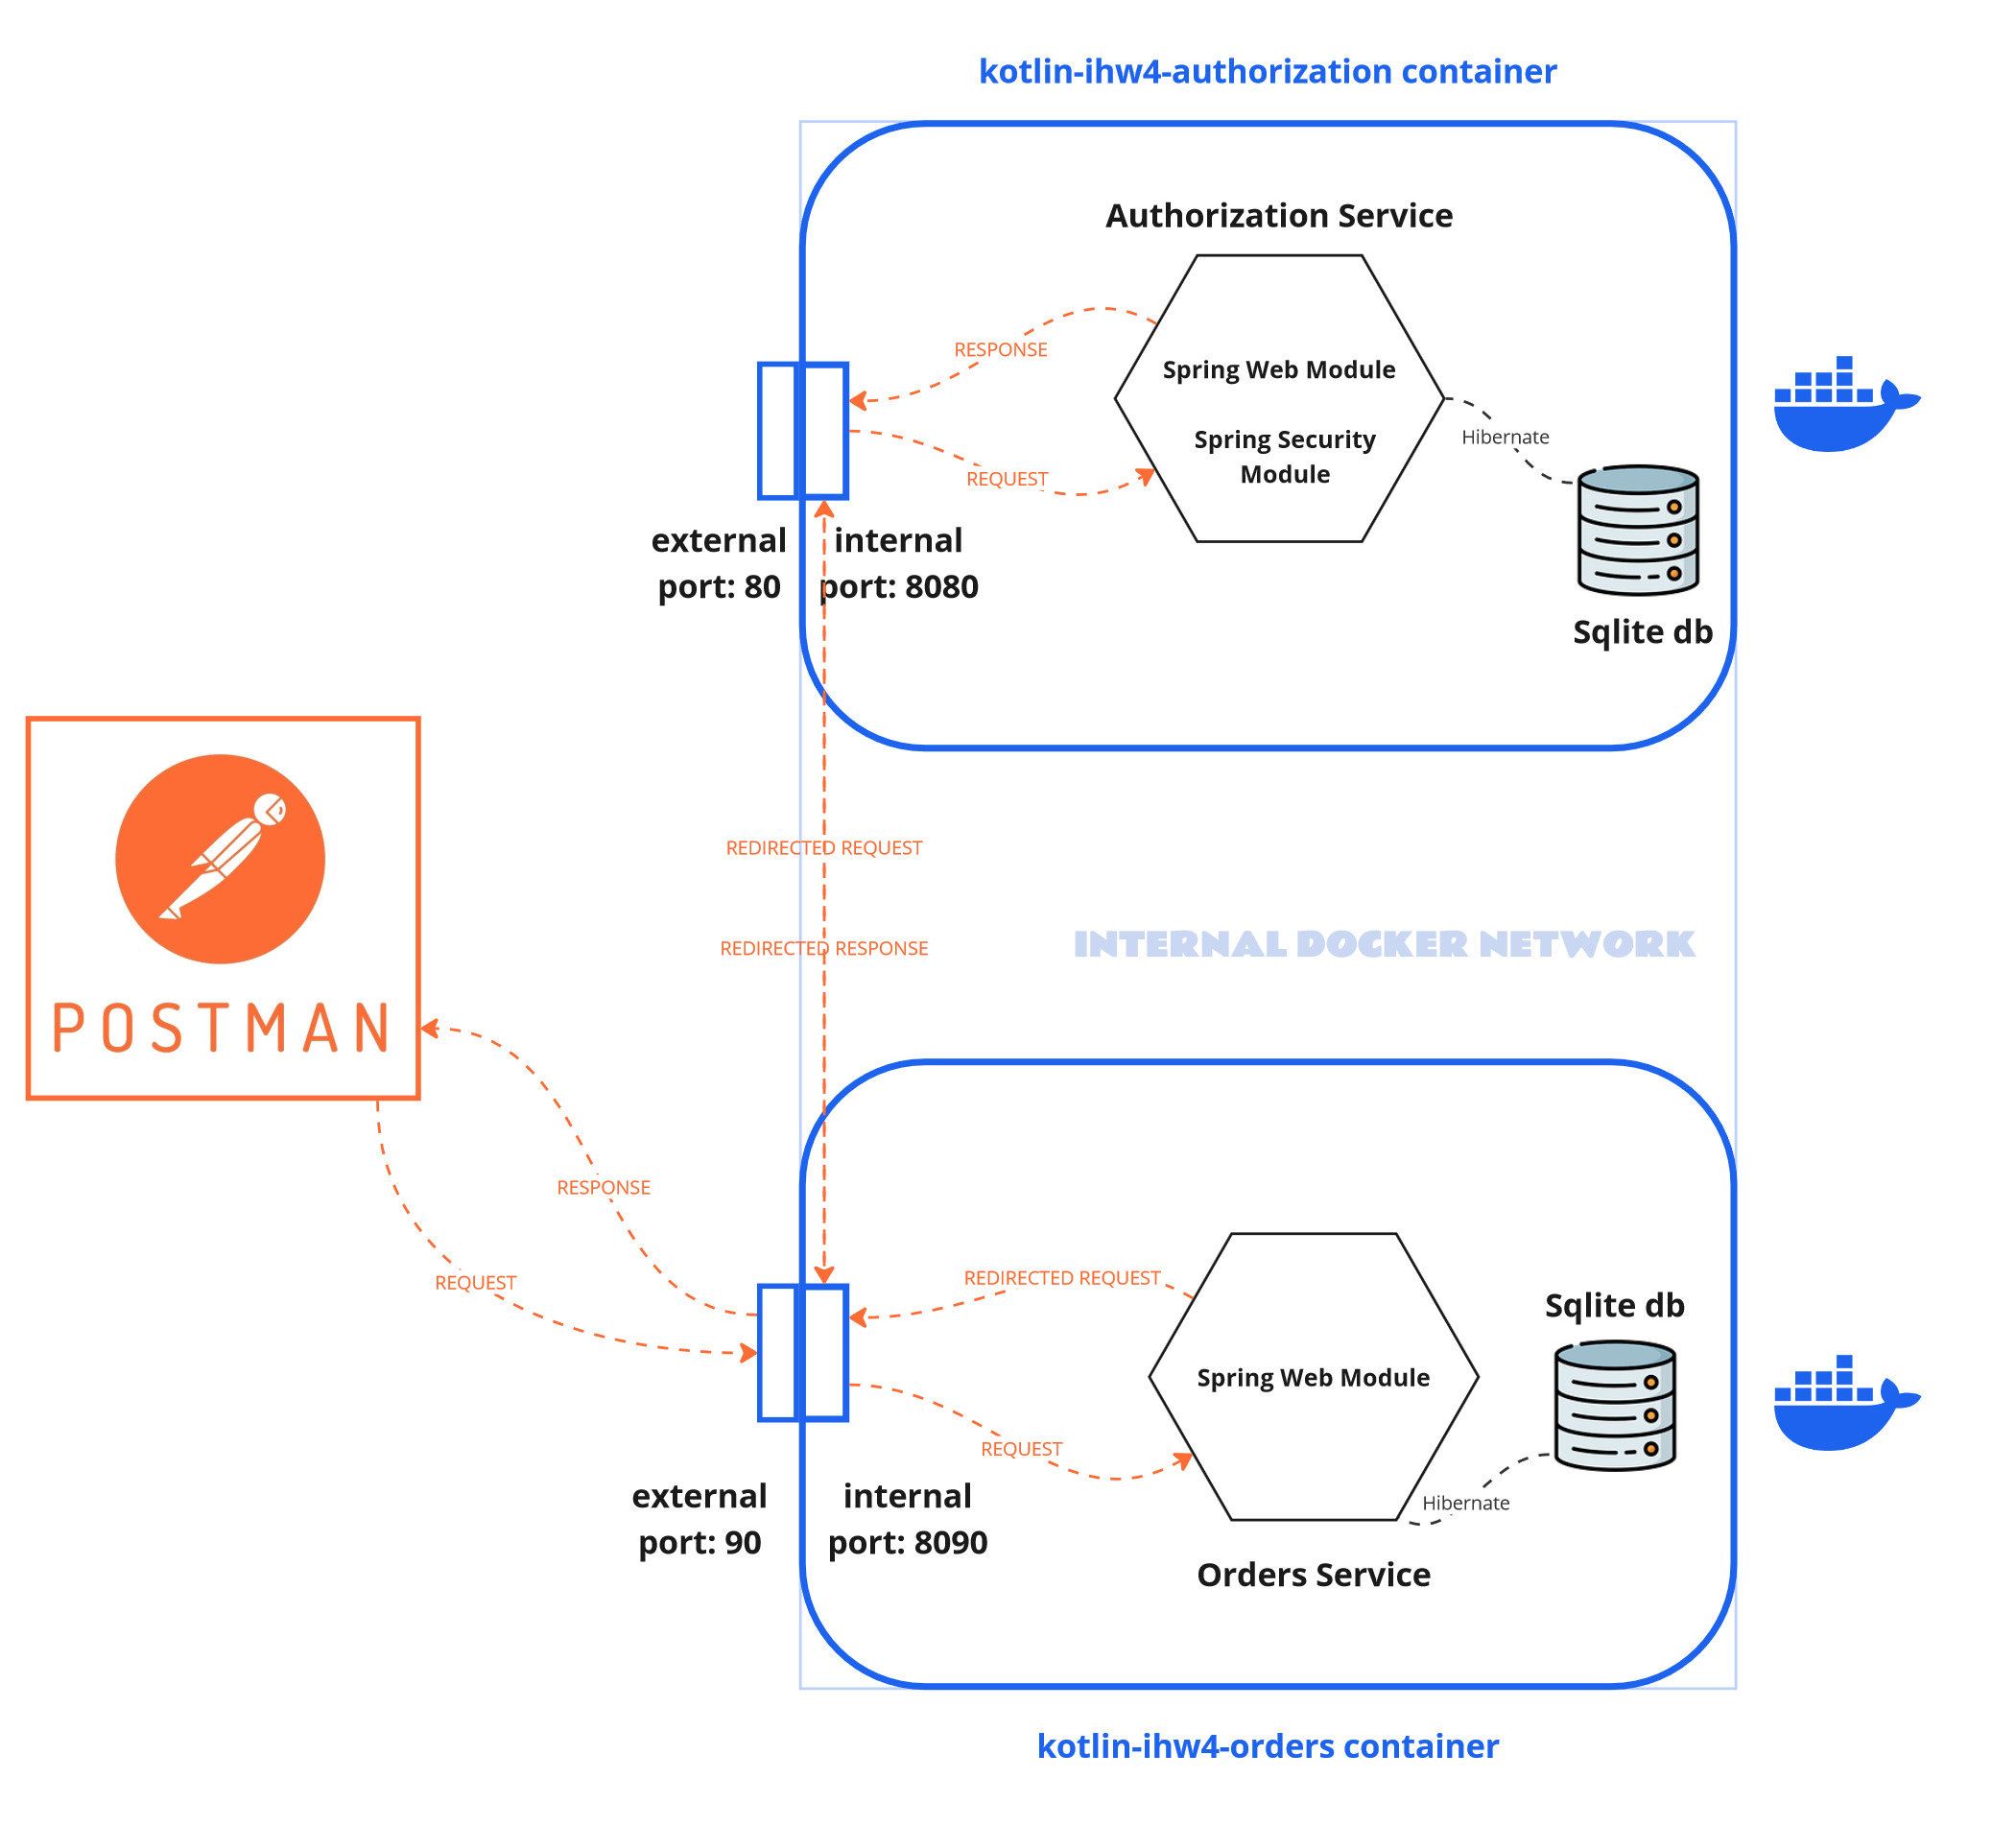 kotlin-ihw4-authorization container
Authorization Service
RESPONSE
Spring Web Module
Spring Security
Module
Hibernate
REQUEST
external
port: 80
internal
port: 8080
Sqlite db
REDIRECTED REQUEST
REDIRECTED RESPONSE
INTERNAL DOCKER NETWORK
POSTMAN
RESPONSE
REQUEST
REDIRECTED REQUEST
Sqlite db
Spring Web Module
REQUEST
Hibernate
external
port: 90
internal
port: 8090
Orders Service
kotlin-ihw4-orders container